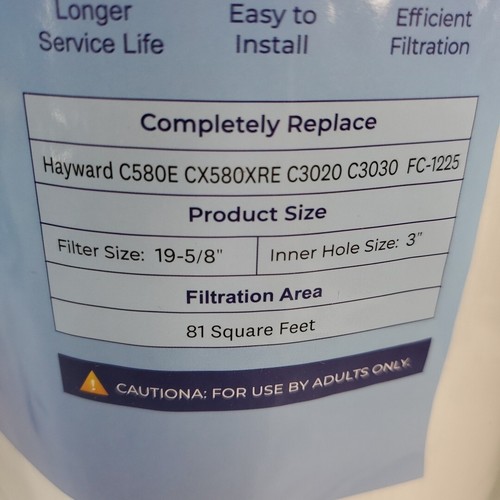 Longer Service Life
Easy to Install
Efficient Filtration
Completely Replace
Hayward C580E CX580XRE C3020 C3030 FC-1225
Product Size
Filter Size: 19-5/8" Inner Hole Size: 3"
Filtration Area
81 Square Feet
CAUTIONA: FOR USE BY ADULTS ONLY.